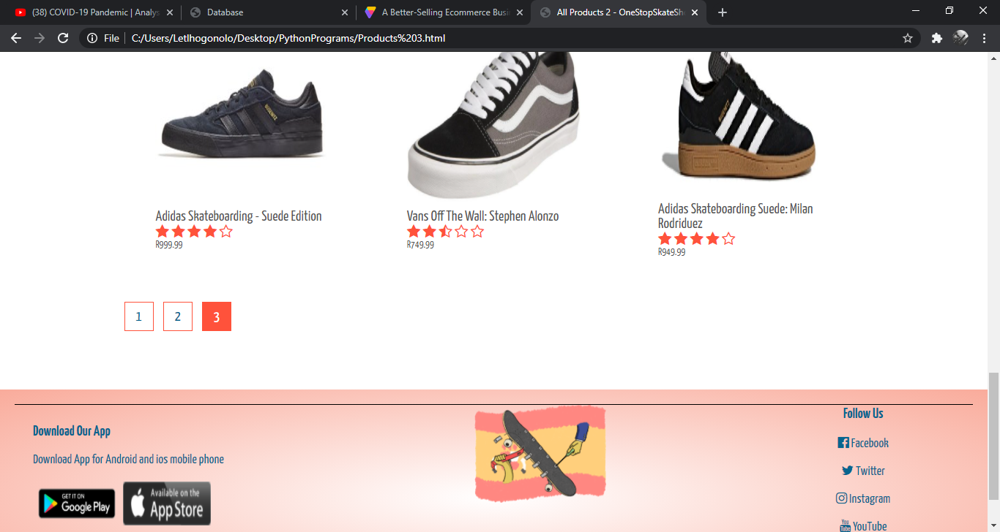 (38) COVID-19 Pandemic | Analys
Database
A Better-Selling Ecommerce Busi
All Products 2 - OneStopSkateSh
File
C:/Users/Letlhogonolo/Desktop/PythonPrograms/Products%203.html
Adidas Skateboarding - Suede Edition
R999.99
Vans Off The Wall: Stephen Alonzo
R749.99
Adidas Skateboarding Suede: Milan
Rodriduez
R949.99
1 2 3
Download Our App
Download App for Android and ios mobile phone
GET IT ON
Google Play
Available on the
App Store
Follow Us
Facebook
Twitter
Instagram
You Tube YouTube